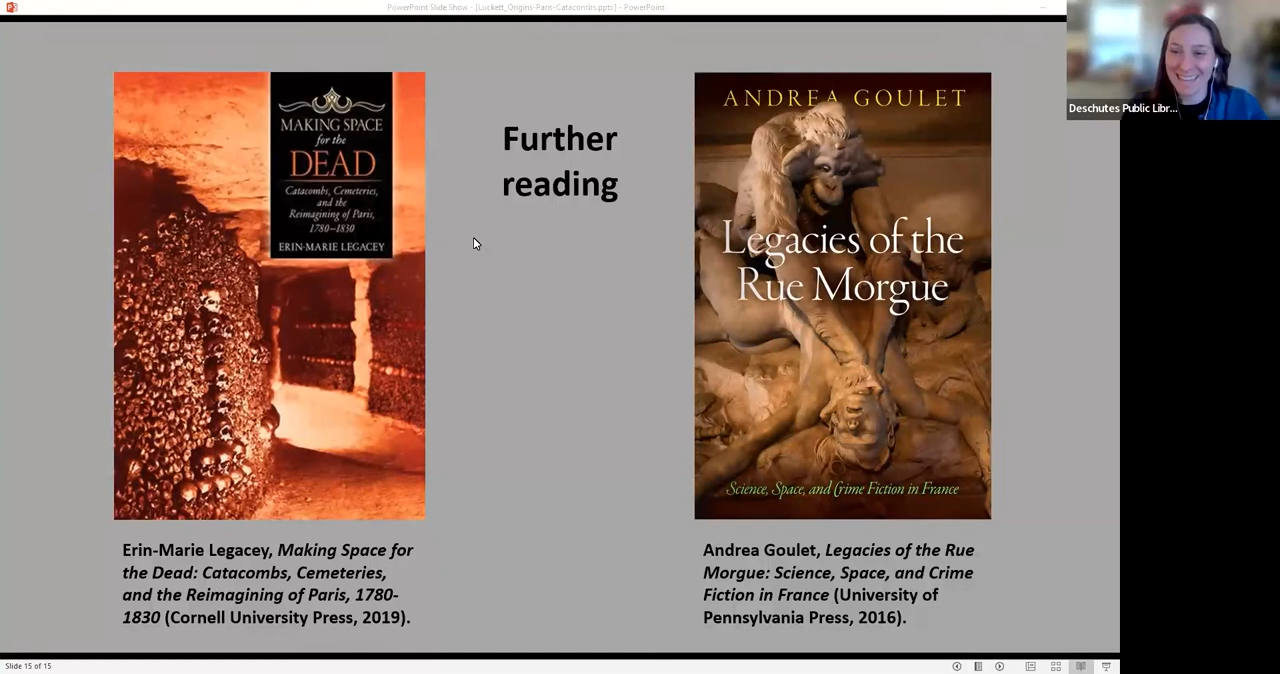 PowerPoint Slide Show - [Luckett_Origins-Paris-Catacombs.pptx] - PowerPoint
Deschutes Public Libr...
MAKING SPACE
for the
DEAD
Catacombs, Cemeteries,
and the
Reimagining of Paris,
1780–1830
ERIN-MARIE LEGACEY
Further
reading
ANDREA GOULET
Legacies of the
Rue Morgue
Science, Space, and Crime Fiction in France
Erin-Marie Legacey, Making Space for
the Dead: Catacombs, Cemeteries,
and the Reimagining of Paris, 1780-
1830 (Cornell University Press, 2019).
Andrea Goulet, Legacies of the Rue
Morgue: Science, Space, and Crime
Fiction in France (University of
Pennsylvania Press, 2016).
Slide 15 of 15